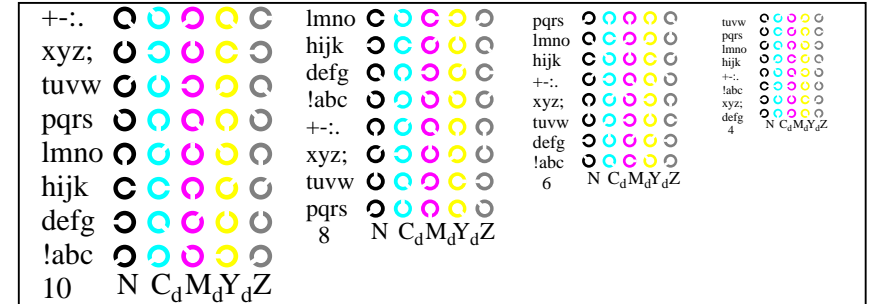 +-:.
xyz;
tuvw
pqrs
lmno
hijk
defg
!abc
10 N CdMdYdZ
lmno
hijk
defg
!abc
+-:.
xyz;
tuvw
pqrs
8 N CdMdYdZ
pqrs
lmno
hijk
+-:.
xyz;
tuvw
defg
!abc
6 N CdMdYdZ
tuvw
pqrs
lmno
hijk
+-:.
!abc
xyz;
defg
4 N CdMdYdZ